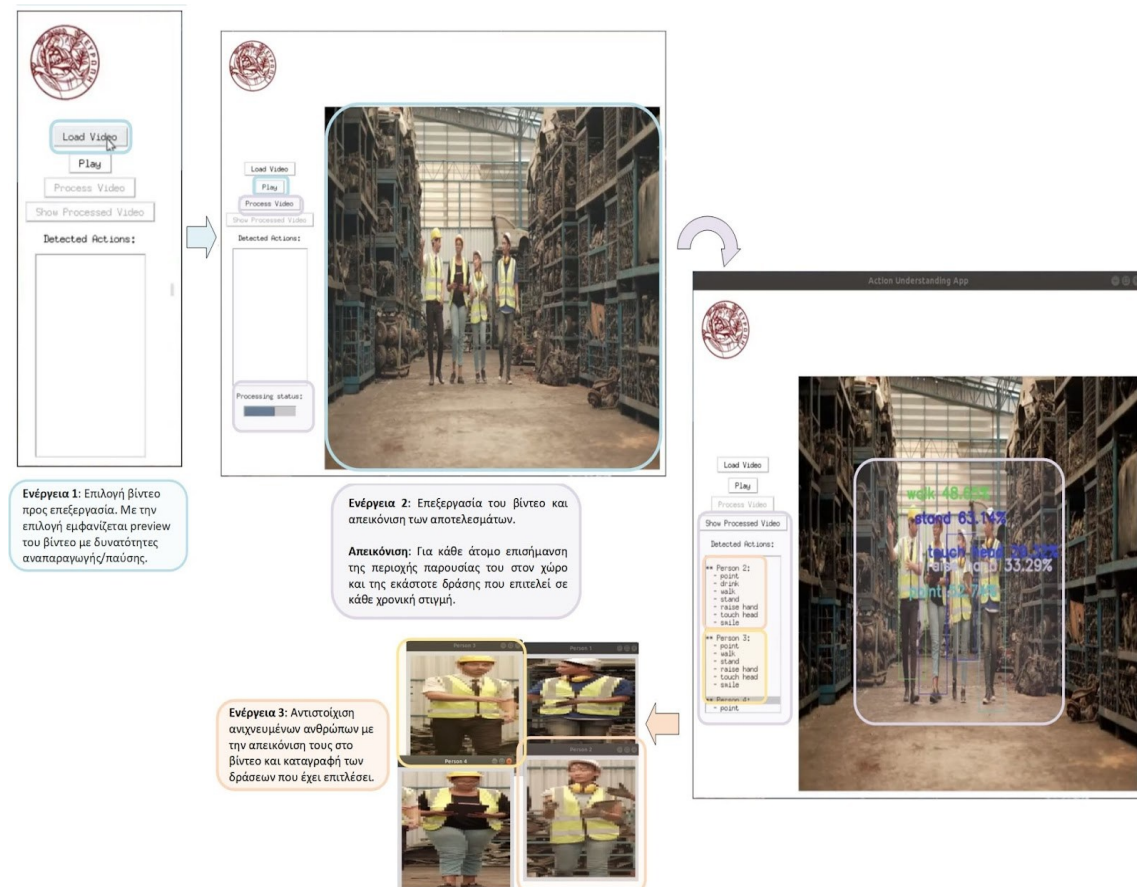 Load Video
Play
Process Video
Show Processed Video
Detected Actions:
Ενέργεια 1: Επιλογή βίντεο
προς επεξεργασία. Με την
επιλογή εμφανίζεται preview
του βίντεο με δυνατότητες
αναπαραγωγής/παύσης.
Load Video
Play
Process Video
Show Processed Video
Detected Actions:
Processing status:
Ενέργεια 2: Επεξεργασία του βίντεο και
απεικόνιση των αποτελεσμάτων.
Απεικόνιση: Για κάθε άτομο επισήμανση
της περιοχής παρουσίας του στον χώρο
και της εκάστοτε δράσης που επιτελεί σε
κάθε χρονική στιγμή.
Action Understanding App
Load Video
Play
Process Video
Show Processed Video
Detected Actions:
** Person 2:
- point
- drink
- walk
- stand
- raise hand
- touch head
- smile
** Person 3:
- point
- walk
- stand
- raise hand
- touch head
- smile
** Person 4:
- point
walk
stand 63.14%
touch head
raise hand 33.29%
point
Ενέργεια 3: Αντιστοίχιση
ανιχνευμένων ανθρώπων με
την απεικόνιση τους στο
βίντεο και καταγραφή των
δράσεων που έχει επιτλέσει.
Person
Person 1
Person 4
Person